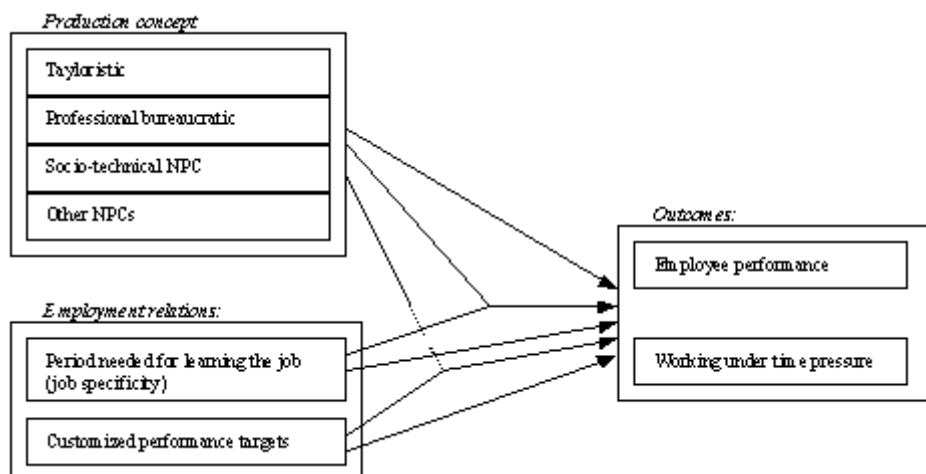 Production concept
Tayloristic
Professional bureaucratic
Socio-technical NPC
Other NPCs
Outcomes:
Employee performance
Working under time pressure
Employment relations:
Period needed for learning the job
(job specificity)
Customized performance targets